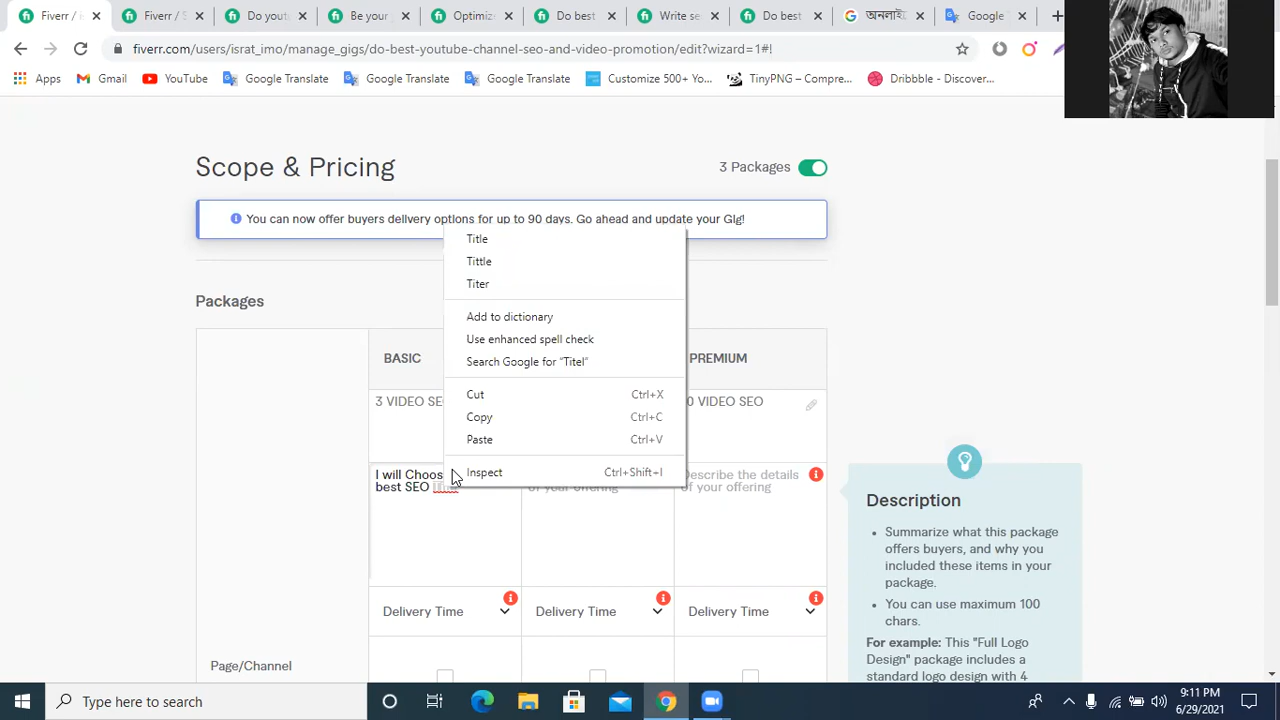 Fiverr /
Fiverr / S
Do yout
Be your
Optimiz
Do best
Write se
Do best
অনলাই
Google T
fiverr.com/users/israt_imo/manage_gigs/do-best-youtube-channel-seo-and-video-promotion/edit?wizard=1#!
Apps
Gmail
YouTube
Google Translate
Google Translate
Google Translate
Customize 500+ Yo...
TinyPNG – Compre...
Dribbble - Discover...
Scope & Pricing
3 Packages
You can now offer buyers delivery options for up to 90 days. Go ahead and update your Gig!
Title
Tittle
Titer
Add to dictionary
Use enhanced spell check
Search Google for "Titel"
Cut Ctrl+X
Copy Ctrl+C
Paste Ctrl+V
Inspect Ctrl+Shift+I
Packages
BASIC
PREMIUM
3 VIDEO SE
0 VIDEO SEO
I will Choos
best SEO
of your offering
Describe the details
of your offering
Delivery Time
Delivery Time
Delivery Time
Page/Channel
Description
• Summarize what this package
offers buyers, and why you
included these items in your
package.
• You can use maximum 100
chars.
For example: This "Full Logo
Design" package includes a
standard logo design with 4
Type here to search
9:11 PM
6/29/2021